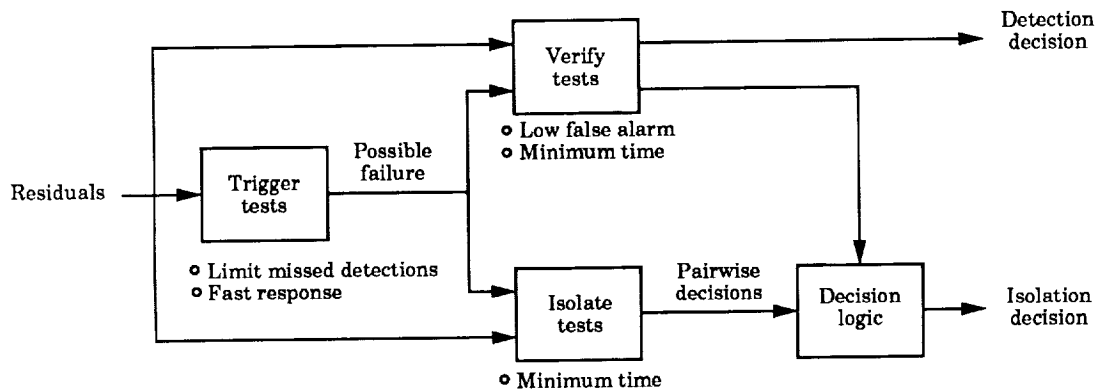 Detection
decision
Verify
tests
○ Low false alarm
○ Minimum time
Possible
failure
Residuals
Trigger
tests
○ Limit missed detections
○ Fast response
Pairwise
decisions
Isolate
tests
Decision
logic
Isolation
decision
○ Minimum time